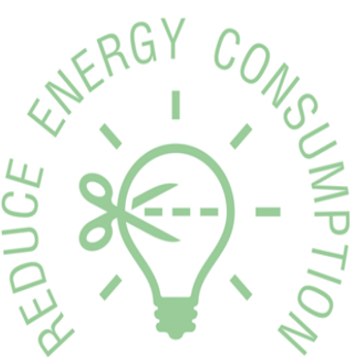 REDUCE ENERGY CONSUMPTION